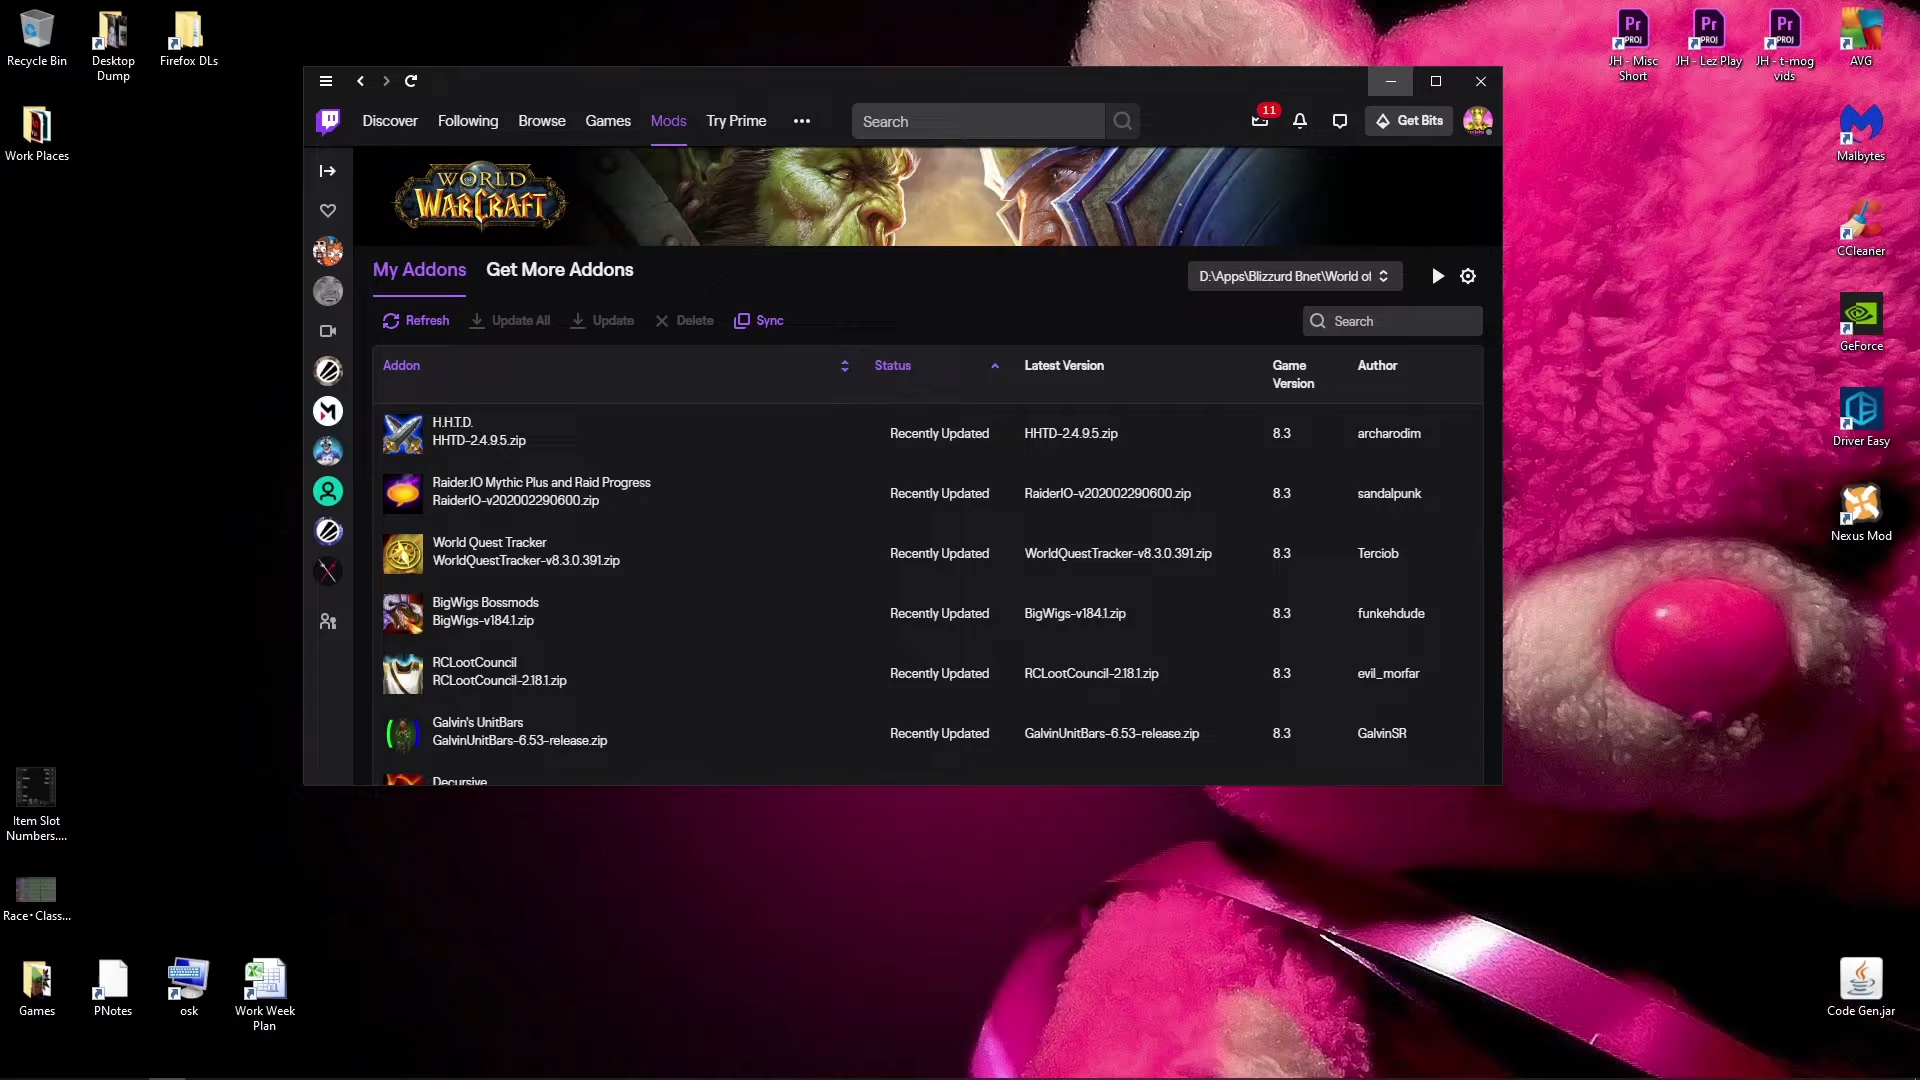 Recycle Bin
Desktop
Dump
Firefox DLs
Work Places
Item Slot
Numbers....
Race•Class...
Games
PNotes
osk
Work Week
Plan
Discover
Following
Browse
Games
Mods
Try Prime
Search
11
Get Bits
WORLD
OF
WARCRAFT
My Addons
Get More Addons
D:\Apps\Blizzurd Bnet\World of
Refresh
Update All
Update
Delete
Sync
Search
Addon
Status
Latest Version
Game
Version
Author
H.H.T.D.
HHTD-2.4.9.5.zip
Recently Updated
HHTD-2.4.9.5.zip
8.3
archarodim
Raider.IO Mythic Plus and Raid Progress
RaiderIO-v202002290600.zip
Recently Updated
RaiderIO-v202002290600.zip
8.3
sandalpunk
World Quest Tracker
WorldQuestTracker-v8.3.0.391.zip
Recently Updated
WorldQuestTracker-v8.3.0.391.zip
8.3
Terciob
BigWigs Bossmods
BigWigs-v184.1.zip
Recently Updated
BigWigs-v184.1.zip
8.3
funkehdude
RCLootCouncil
RCLootCouncil-2.18.1.zip
Recently Updated
RCLootCouncil-2.18.1.zip
8.3
evil_morfar
Galvin's UnitBars
GalvinUnitBars-6.53-release.zip
Recently Updated
GalvinUnitBars-6.53-release.zip
8.3
GalvinSR
Decursive
Pr
PROJ
JH - Misc
Short
Pr
PROJ
JH - Lez Play
Pr
PROJ
JH - t-mog
vids
AVG
Malbytes
CCleaner
GeForce
Driver Easy
Nexus Mod
Code Gen.jar